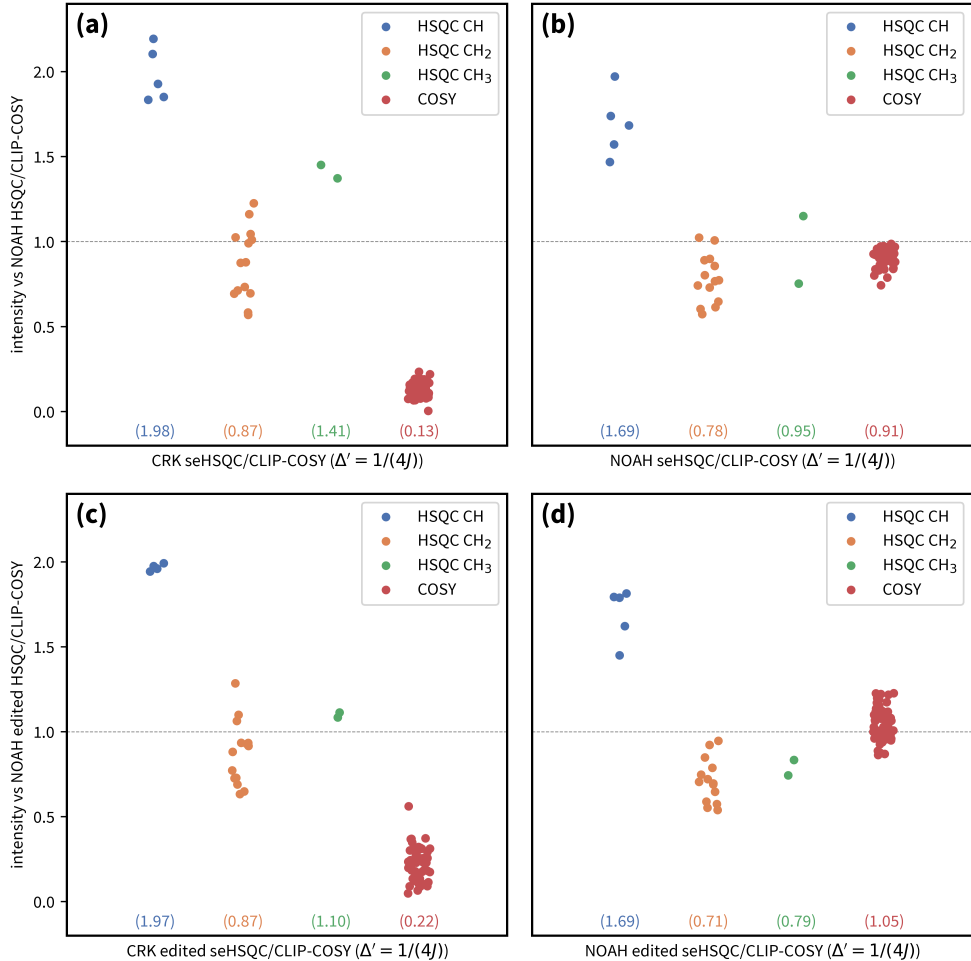 (a)
HSQC CH
HSQC CH₂
HSQC CH₃
COSY
2.0
1.5
1.0
0.5
0.0
intensity vs NOAH HSQC/CLIP-COSY
(1.98) (0.87) (1.41) (0.13)
CRK seHSQC/CLIP-COSY (Δ′ = 1/(4J))
(b)
HSQC CH
HSQC CH₂
HSQC CH₃
COSY
(1.69) (0.78) (0.95) (0.91)
NOAH seHSQC/CLIP-COSY (Δ′ = 1/(4J))
(c)
HSQC CH
HSQC CH₂
HSQC CH₃
COSY
2.0
1.5
1.0
0.5
0.0
intensity vs NOAH edited HSQC/CLIP-COSY
(1.97) (0.87) (1.10) (0.22)
CRK edited seHSQC/CLIP-COSY (Δ′ = 1/(4J))
(d)
HSQC CH
HSQC CH₂
HSQC CH₃
COSY
(1.69) (0.71) (0.79) (1.05)
NOAH edited seHSQC/CLIP-COSY (Δ′ = 1/(4J))